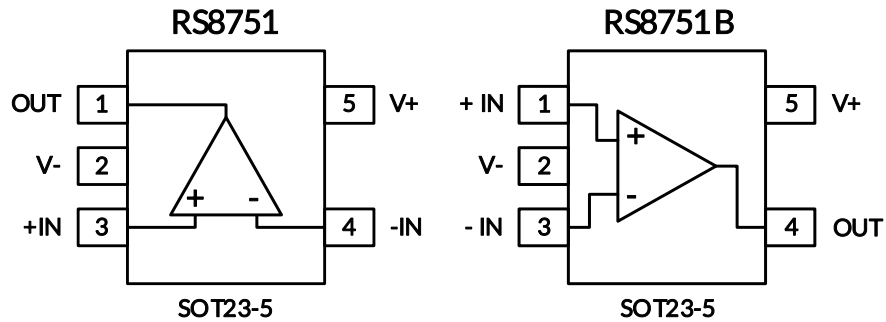 RS8751
OUT 1 5 V+
V- 2
+IN 3 + - 4 -IN
SOT23-5
RS8751B
+ IN 1 + 5 V+
V- 2
- IN 3 - 4 OUT
SOT23-5